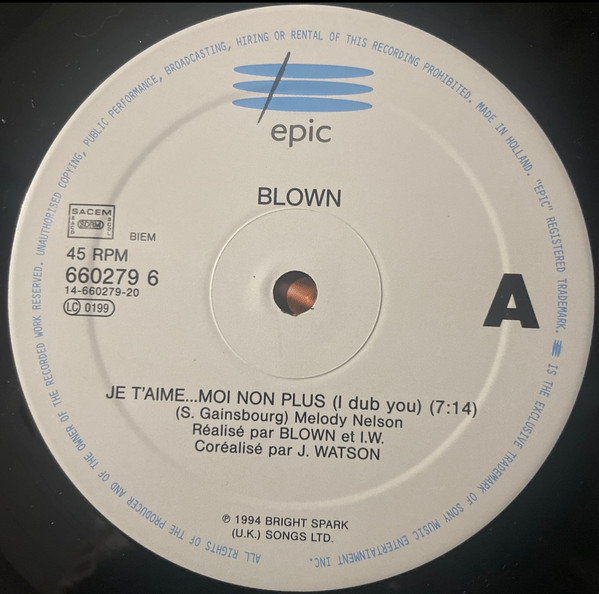 ALL RIGHTS OF THE PRODUCER AND OF THE OWNER OF THE RECORDED WORK RESERVED. UNAUTHORISED COPYING, PUBLIC PERFORMANCE, BROADCASTING, HIRING OR RENTAL OF THIS RECORDING PROHIBITED. MADE IN HOLLAND. "EPIC" REGISTERED TRADEMARK. IS THE EXCLUSIVE TRADEMARK OF SONY MUSIC ENTERTAINMENT INC.
epic
BLOWN
SACEM
SDRM
BIEM
45 RPM
660279 6
14-660279-20
LC 0199
A
JE T'AIME...MOI NON PLUS (I dub you) (7:14)
(S. Gainsbourg) Melody Nelson
Réalisé par BLOWN et I.W.
Coréalisé par J. WATSON
℗ 1994 BRIGHT SPARK
(U.K.) SONGS LTD.